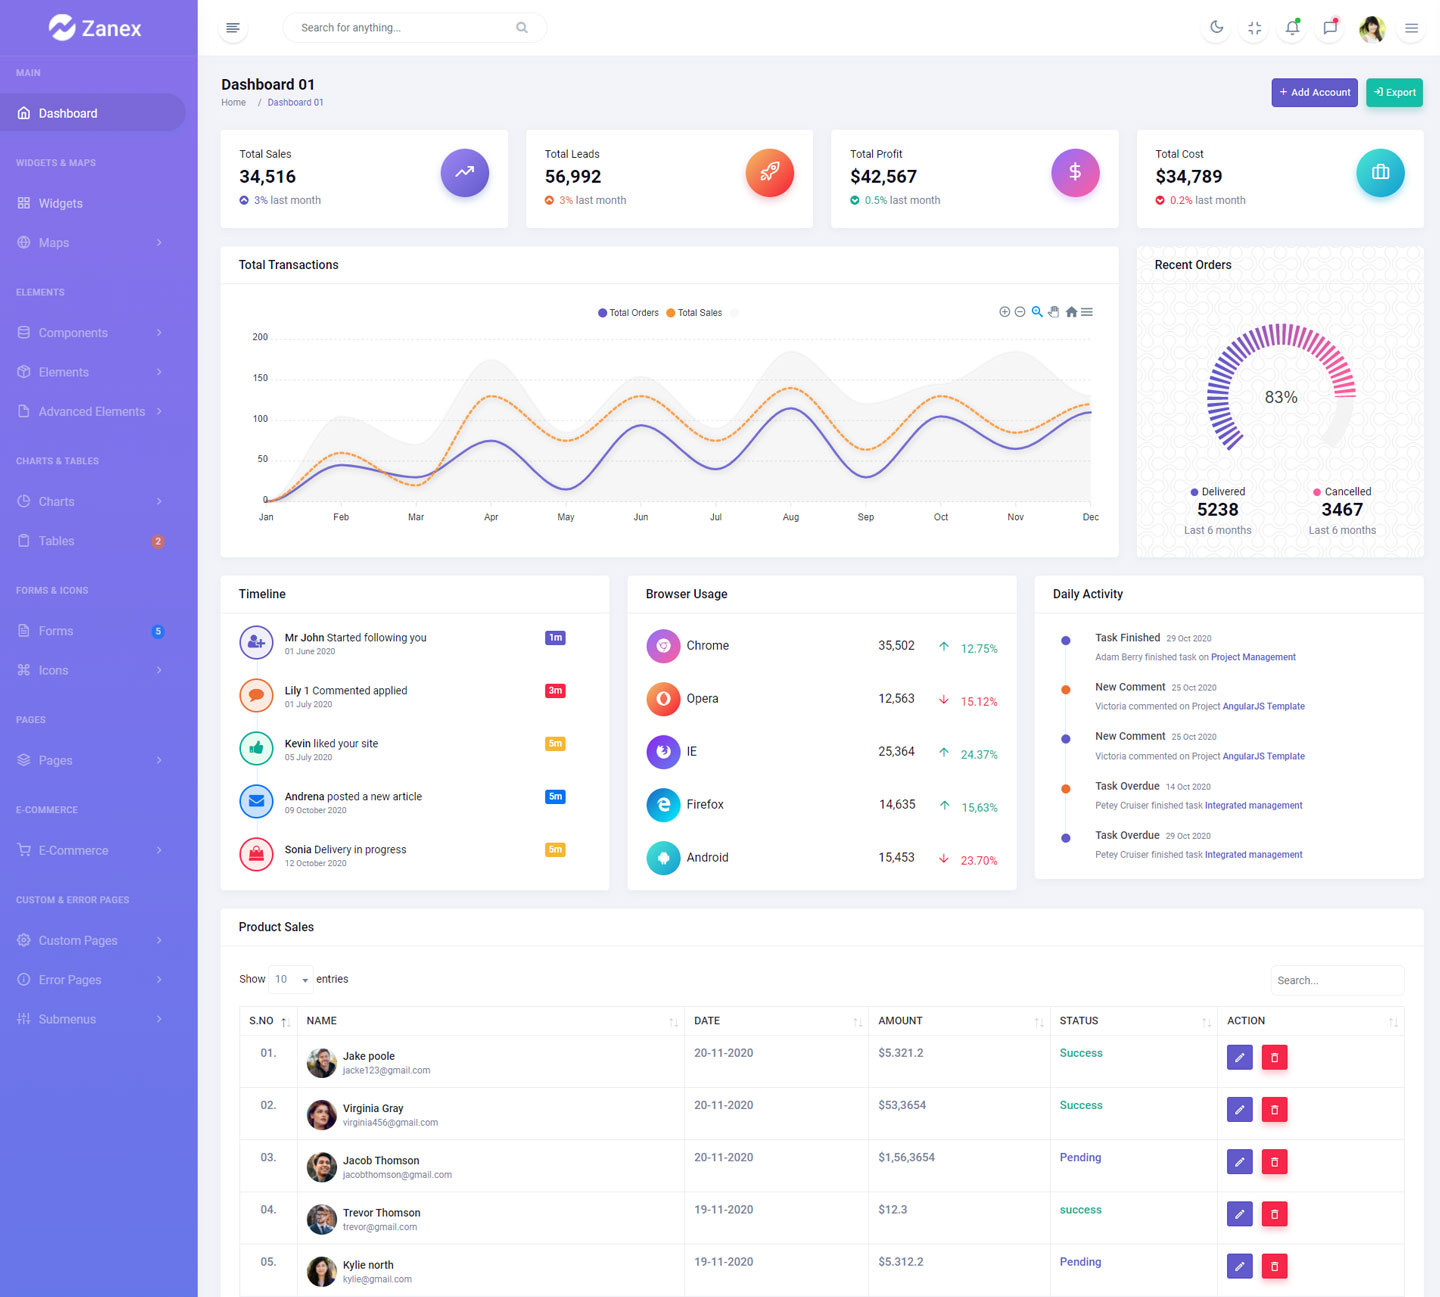 Zanex
MAIN
Dashboard
WIDGETS & MAPS
Widgets
Maps
ELEMENTS
Components
Elements
Advanced Elements
CHARTS & TABLES
Charts
Tables 2
FORMS & ICONS
Forms 5
Icons
PAGES
Pages
E-COMMERCE
E-Commerce
CUSTOM & ERROR PAGES
Custom Pages
Error Pages
Submenus
Search for anything...
Dashboard 01
Home / Dashboard 01
+ Add Account
Export
Total Sales
34,516
3% last month
Total Leads
56,992
3% last month
Total Profit
$42,567
0.5% last month
Total Cost
$34,789
0.2% last month
Total Transactions
Total Orders Total Sales
200
150
100
50
0
Jan Feb Mar Apr May Jun Jul Aug Sep Oct Nov Dec
Recent Orders
83%
Delivered
5238
Last 6 months
Cancelled
3467
Last 6 months
Timeline
Mr John Started following you 1m
01 June 2020
Lily 1 Commented applied 3m
01 July 2020
Kevin liked your site 5m
05 July 2020
Andrena posted a new article 5m
09 October 2020
Sonia Delivery in progress 5m
12 October 2020
Browser Usage
Chrome 35,502 12.75%
Opera 12,563 15.12%
IE 25,364 24.37%
Firefox 14,635 15,63%
Android 15,453 23.70%
Daily Activity
Task Finished 29 Oct 2020
Adam Berry finished task on Project Management
New Comment 25 Oct 2020
Victoria commented on Project AngularJS Template
New Comment 25 Oct 2020
Victoria commented on Project AngularJS Template
Task Overdue 14 Oct 2020
Petey Cruiser finished task Integrated management
Task Overdue 29 Oct 2020
Petey Cruiser finished task Integrated management
Product Sales
Show 10 entries
Search...
S.NO NAME DATE AMOUNT STATUS ACTION
01. Jake poole 20-11-2020 $5.321.2 Success
jacke123@gmail.com
02. Virginia Gray 20-11-2020 $53,3654 Success
virginia456@gmail.com
03. Jacob Thomson 20-11-2020 $1,56,3654 Pending
jacobthomson@gmail.com
04. Trevor Thomson 19-11-2020 $12.3 success
trevor@gmail.com
05. Kylie north 19-11-2020 $5.312.2 Pending
kylie@gmail.com